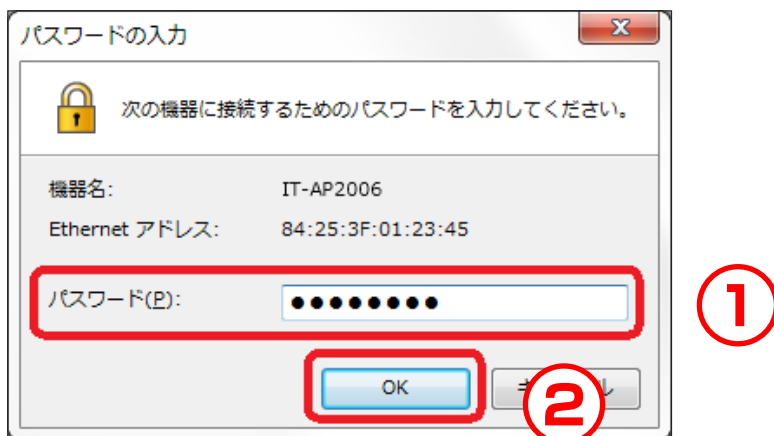 パスワードの入力
次の機器に接続するためのパスワードを入力してください。
機器名: IT-AP2006
Ethernet アドレス: 84:25:3F:01:23:45
パスワード(P): ●●●●●●●●
①
OK
②